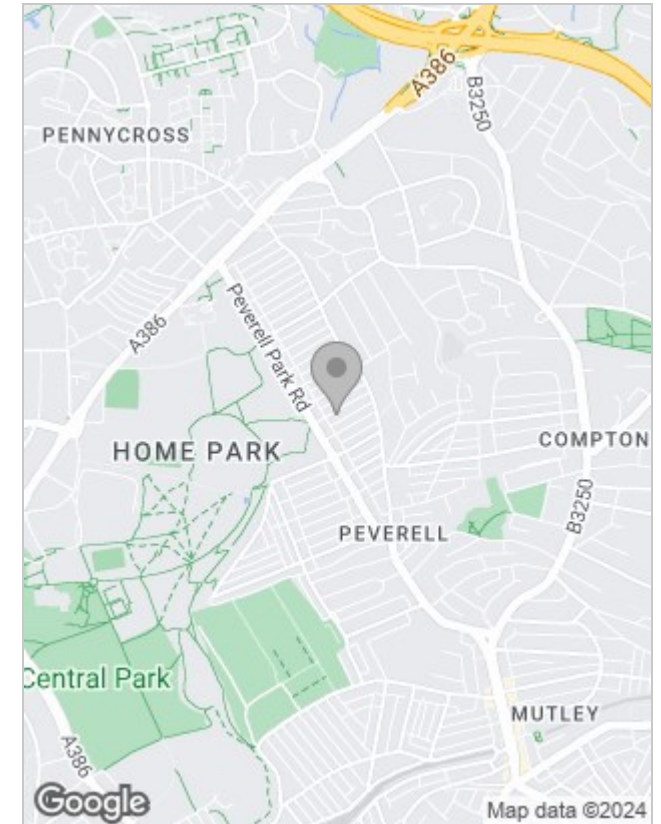 A386
B3250
PENNYCROSS
Peverell Park Rd
A386
HOME PARK
COMPTON
B3250
PEVERELL
Central Park
MUTLEY
A386
Google
Map data ©2024